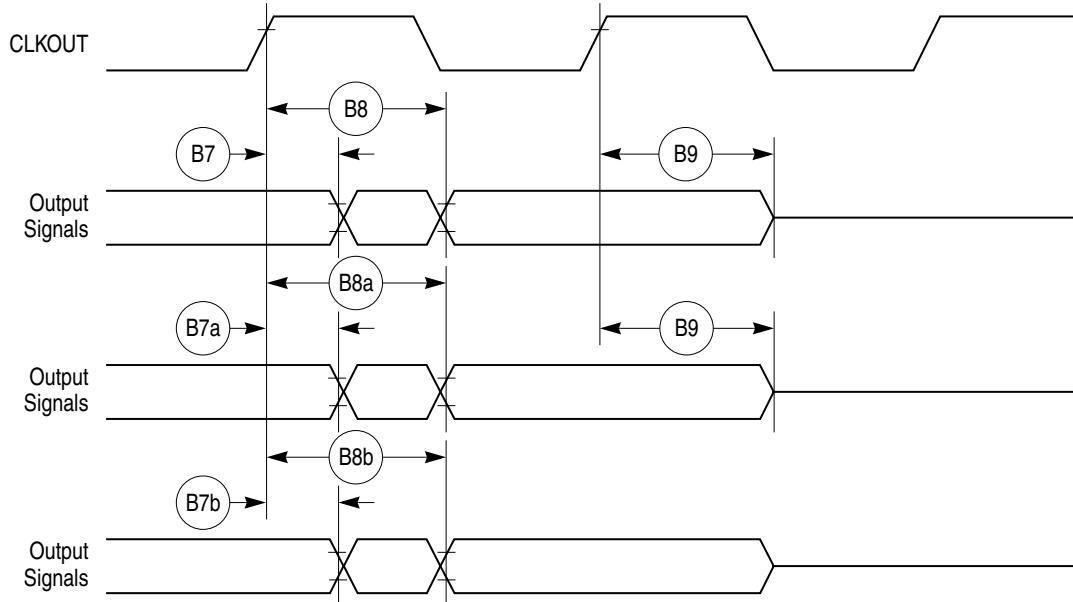 CLKOUT
B8
B7
B9
Output
Signals
B8a
B7a
B9
Output
Signals
B8b
B7b
Output
Signals